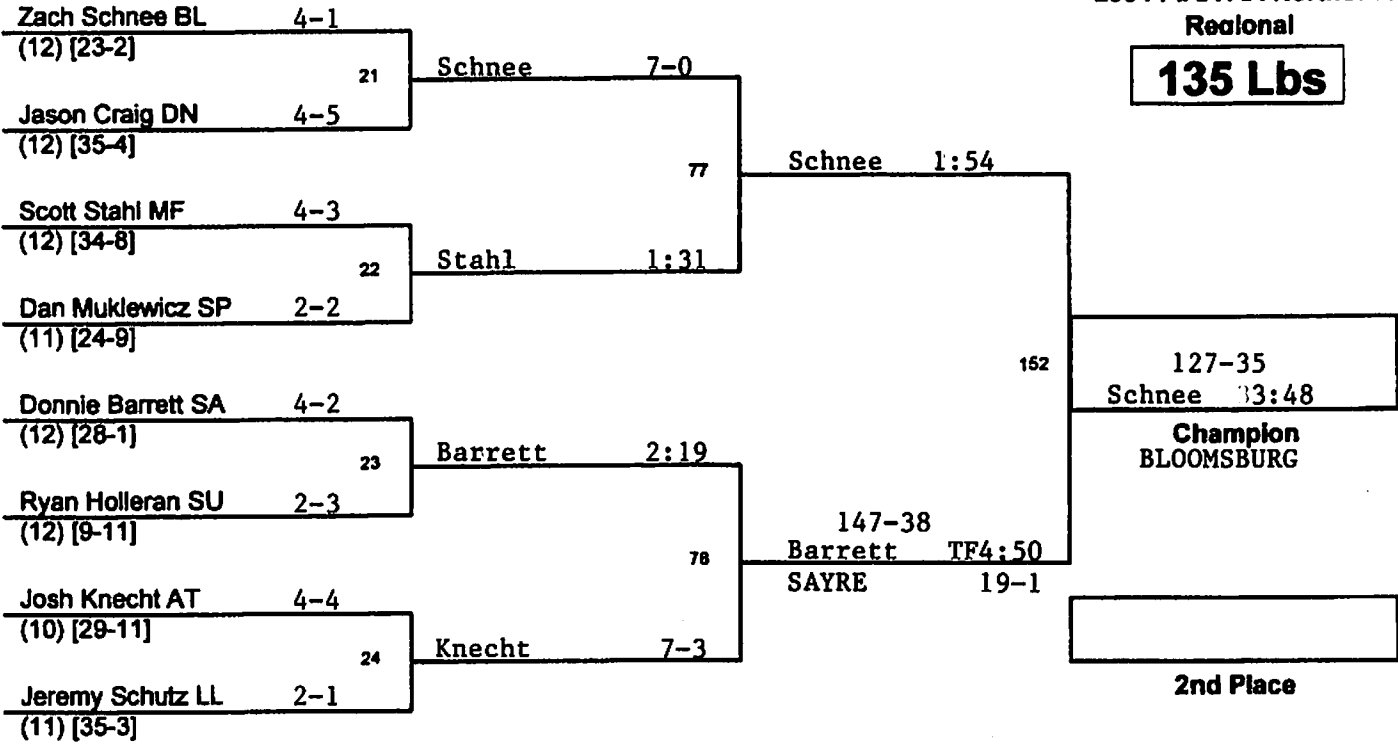 Regional
135 Lbs
Zach Schnee BL 4-1
(12) [23-2]
21
Schnee 7-0
Jason Craig DN 4-5
(12) [35-4]
77
Schnee 1:54
Scott Stahl MF 4-3
(12) [34-8]
22
Stahl 1:31
Dan Muklewicz SP 2-2
(11) [24-9]
152
127-35
Schnee 33:48
Champion
BLOOMSBURG
Donnie Barrett SA 4-2
(12) [28-1]
23
Barrett 2:19
Ryan Holleran SU 2-3
(12) [9-11]
78
147-38
Barrett TF4:50
SAYRE 19-1
Josh Knecht AT 4-4
(10) [29-11]
24
Knecht 7-3
Jeremy Schutz LL 2-1
(11) [35-3]
2nd Place